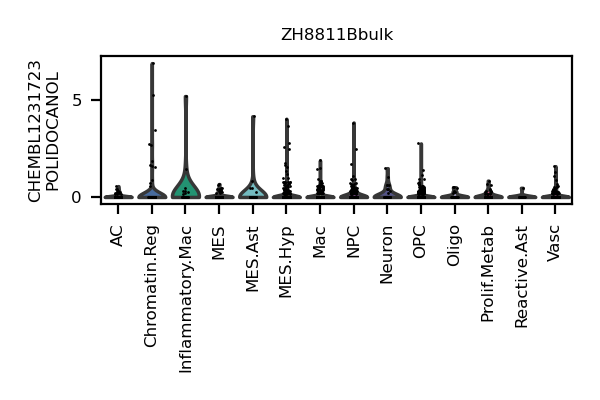 ZH8811Bbulk
CHEMBL1231723
POLIDOCANOL
5
0
AC
Chromatin.Reg
Inflammatory.Mac
MES
MES.Ast
MES.Hyp
Mac
NPC
Neuron
OPC
Oligo
Prolif.Metab
Reactive.Ast
Vasc